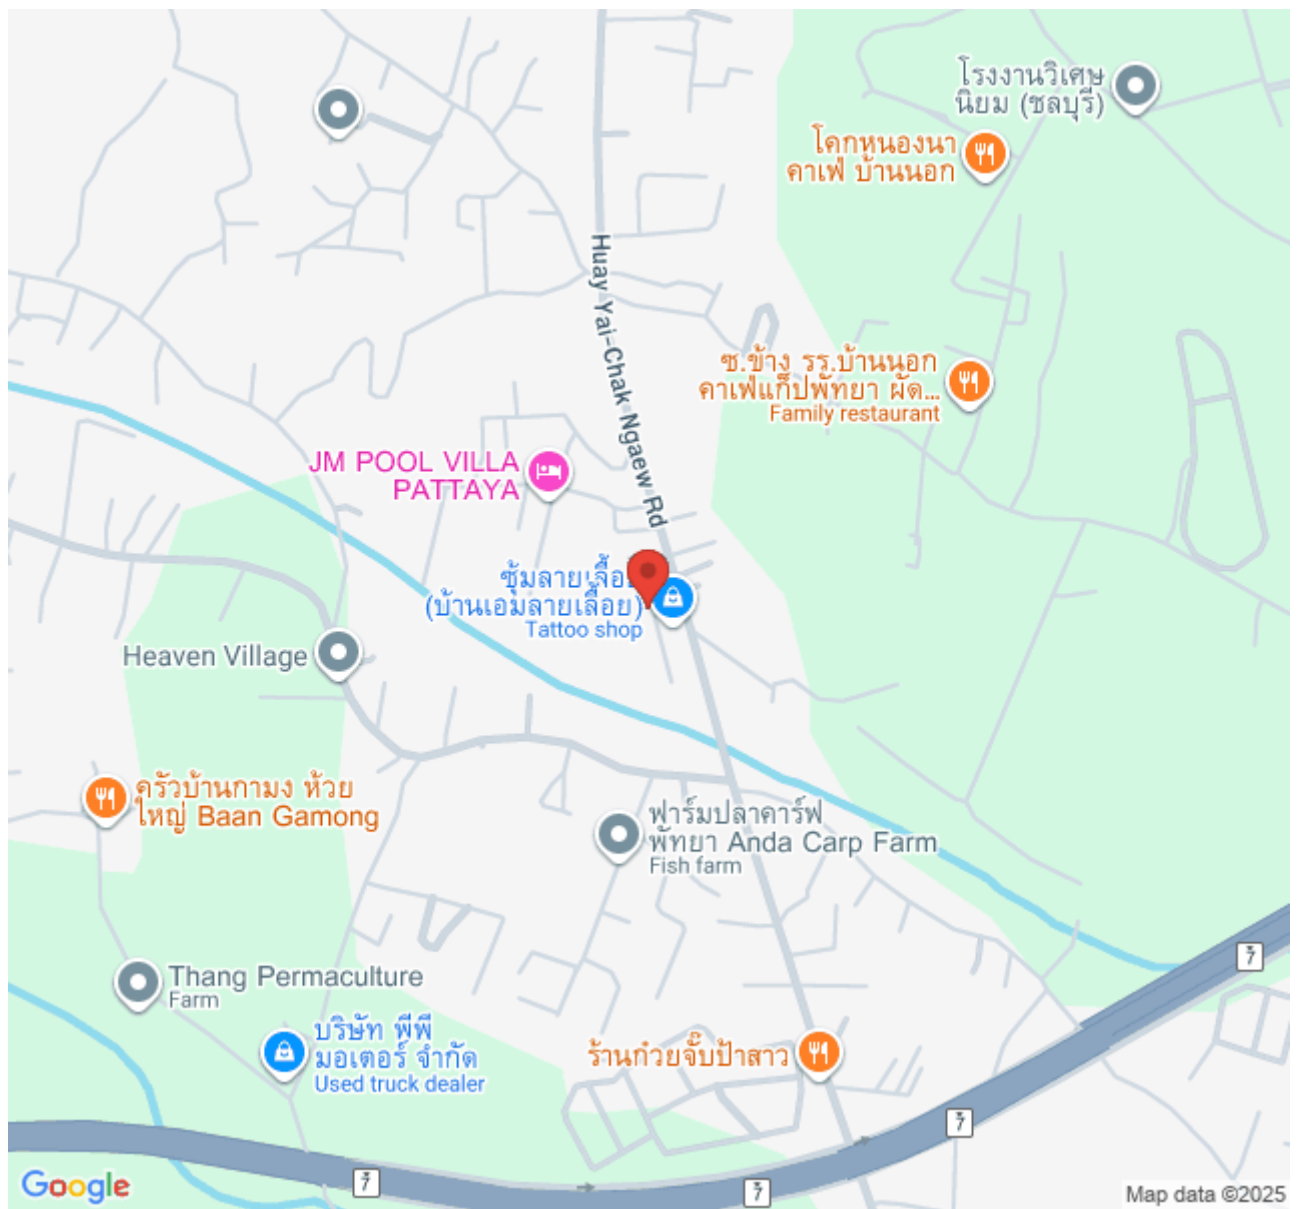 โรงงานวิเศษ
นิยม (ชลบุรี)
โคกหนองนา
คาเฟ่ บ้านนอก
Huay Yai-Chak Ngaew Rd
ซ.ข้าง รร.บ้านนอก
คาเฟ่แก็ปพัทยา ผัด...
Family restaurant
JM POOL VILLA
PATTAYA
ซุ้มลายเลื้อย
(บ้านเอมลายเลื้อย)
Tattoo shop
Heaven Village
ครัวบ้านกามง ห้วย
ใหญ่ Baan Gamong
ฟาร์มปลาคาร์ฟ
พัทยา Anda Carp Farm
Fish farm
7
Thang Permaculture
Farm
บริษัท พีพี
มอเตอร์ จำกัด
Used truck dealer
ร้านก๋วยจั๊บป้าสาว
7
7
7
Google
Map data ©2025